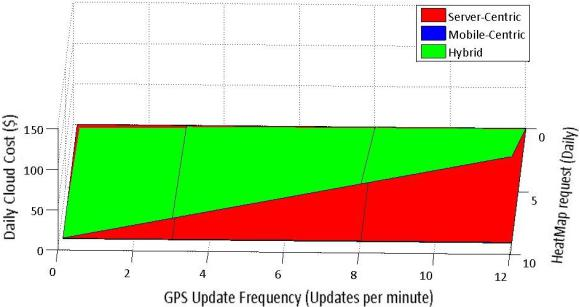 Server-Centric
Mobile-Centric
Hybrid
Daily Cloud Cost ($)
150
100
50
0
0
2
4
6
8
10
12
GPS Update Frequency (Updates per minute)
0
5
10
HeatMap request (Daily)